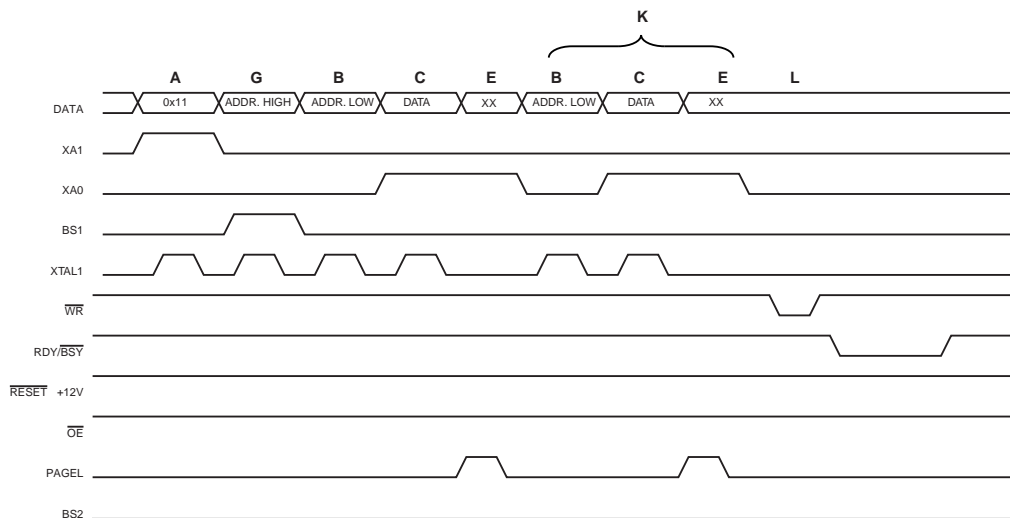 K
A G B C E B C E L
DATA 0x11 ADDR. HIGH ADDR. LOW DATA XX ADDR. LOW DATA XX
XA1
XA0
BS1
XTAL1
WR
RDY/BSY
RESET +12V
OE
PAGEL
BS2